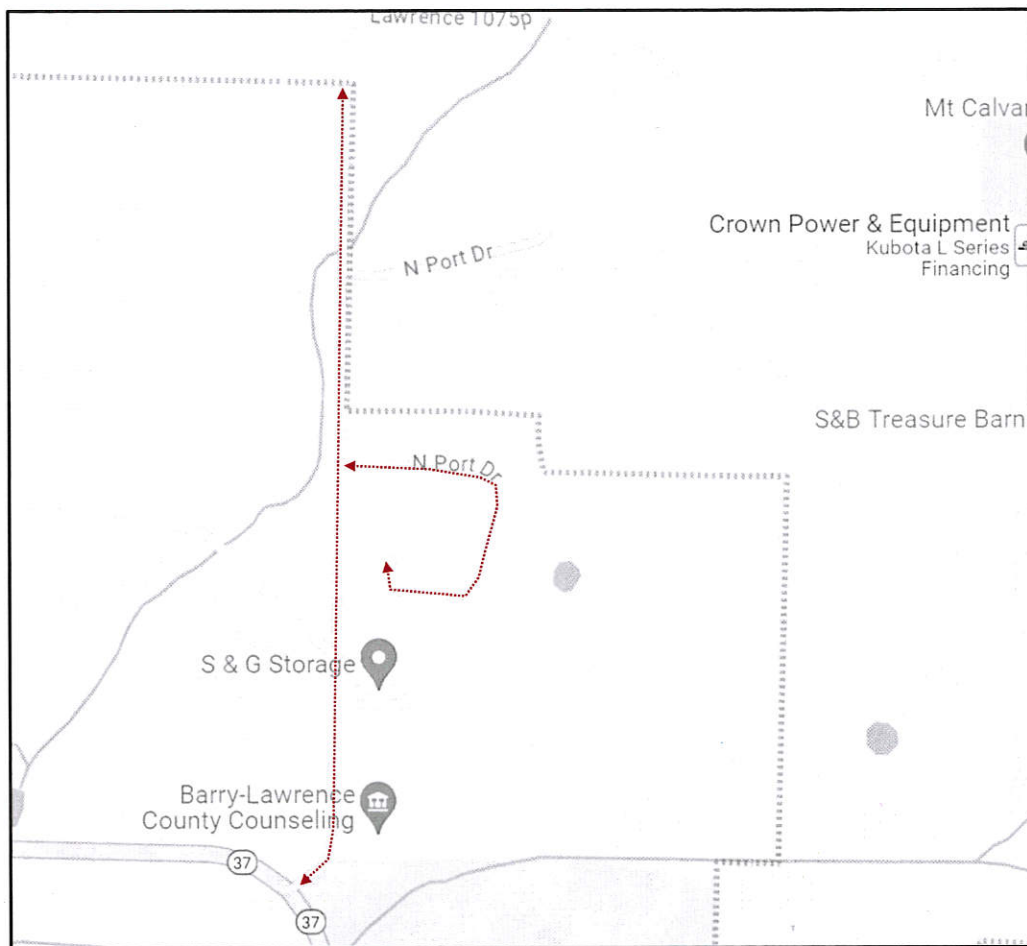 Lawrence 1075p
Mt Calvar
Crown Power & Equipment
Kubota L Series
Financing
N Port Dr
S&B Treasure Barn
N Port Dr
S & G Storage
Barry-Lawrence
County Counseling
37
37